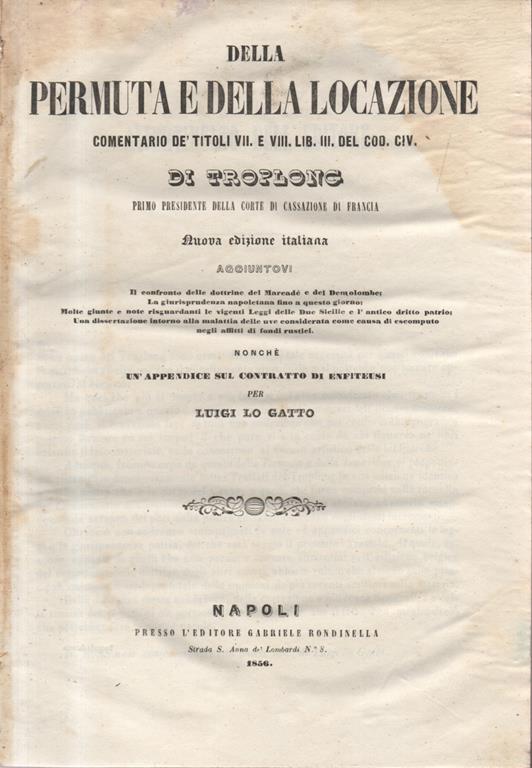 DELLA
PERMUTA E DELLA LOCAZIONE
COMENTARIO DE' TITOLI VII. E VIII. LIB. III. DEL COD. CIV.
DI TROPLONG
PRIMO PRESIDENTE DELLA CORTE DI CASSAZIONE DI FRANCIA
Nuova edizione italiana
AGGIUNTOVI
Il confronto delle dottrine del Marcadé e del Demolombe;
La giurisprudenza napoletana fino a questo giorno;
Molte giunte e note risguardanti le vigenti Leggi delle Due Sicilie e l'antico dritto patrio;
Una dissertazione intorno alla malattia delle uve considerata come causa di escomputo
negli affitti di fondi rustici.
NONCHÈ
UN'APPENDICE SUL CONTRATTO DI ENFITEUSI
PER
LUIGI LO GATTO
NAPOLI
PRESSO L'EDITORE GABRIELE RONDINELLA
Strada S. Anna de' Lombardi N.° 8.
1856.